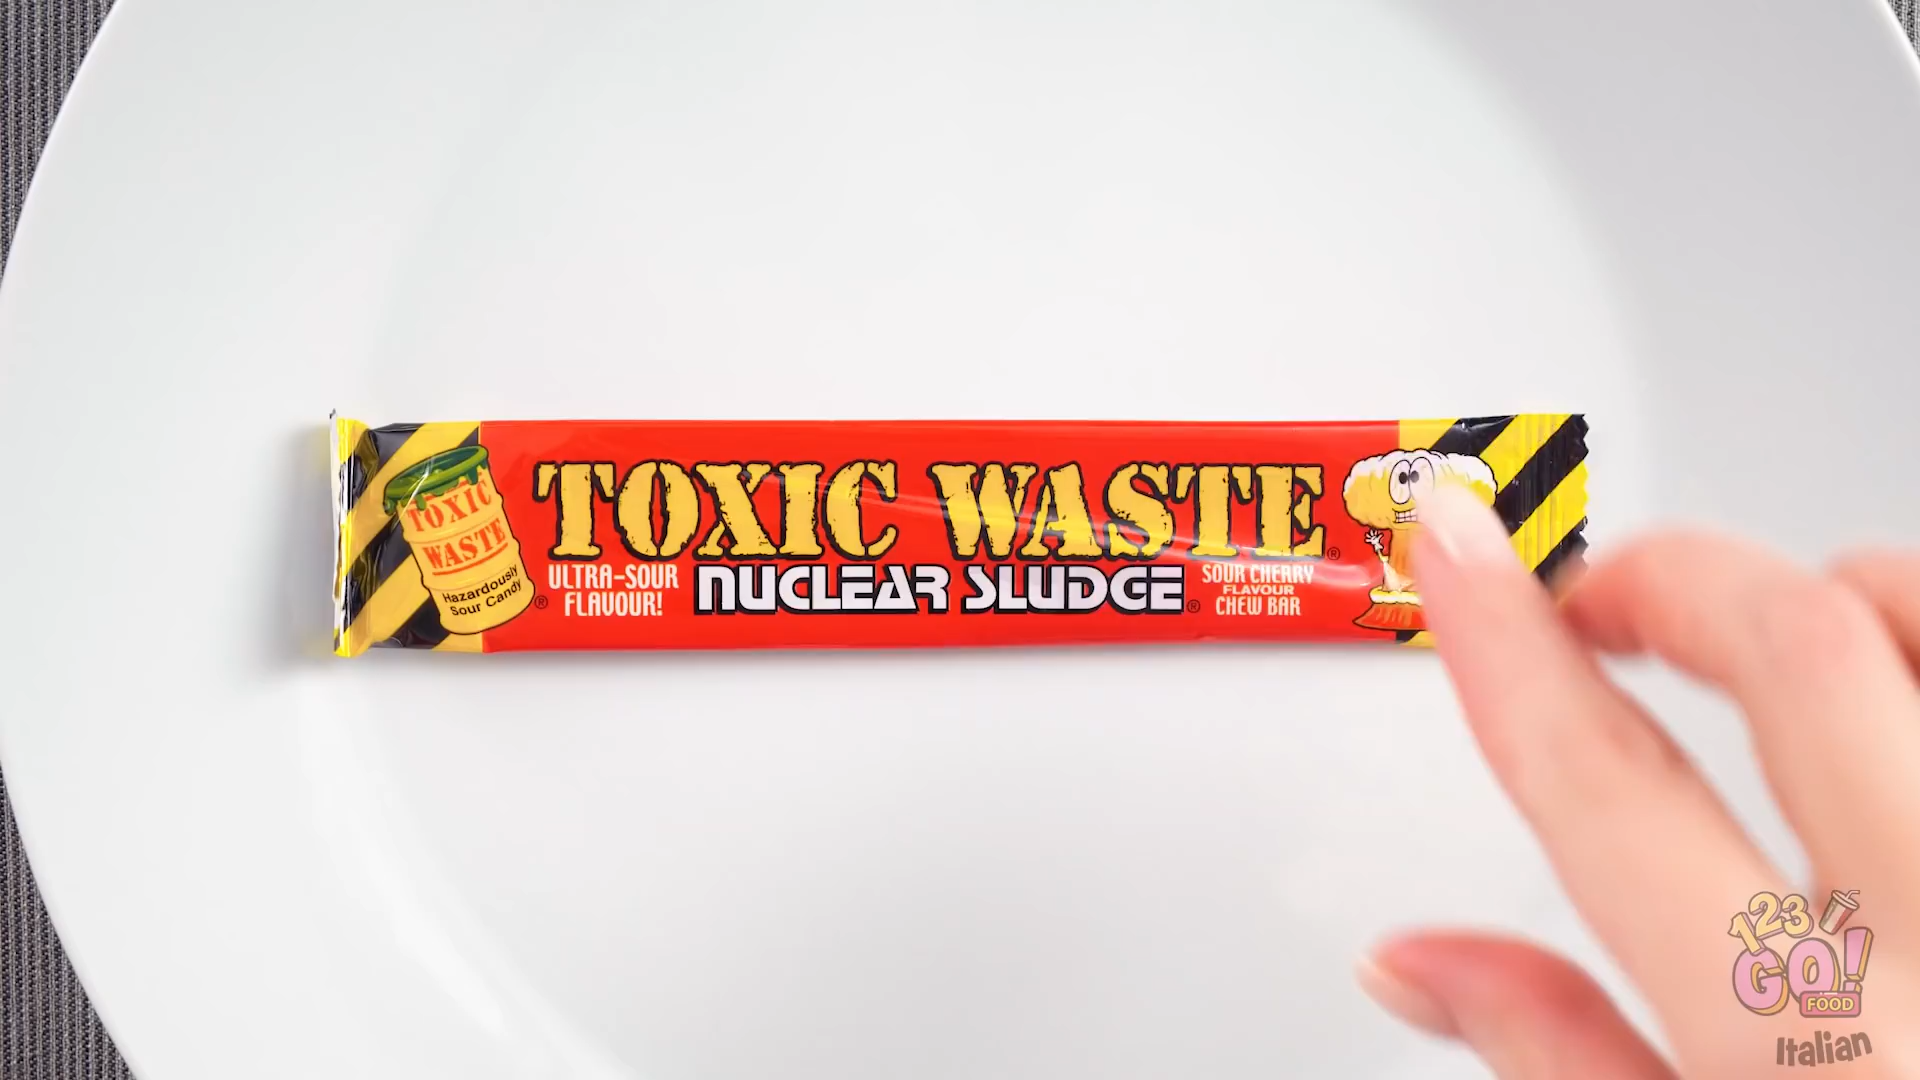 TOXIC WASTE®
TOXIC
WASTE
Hazardously
Sour Candy
®
ULTRA-SOUR
FLAVOUR!
NUCLEAR SLUDGE®
SOUR CHERRY
FLAVOUR
CHEW BAR
123
GO!
FOOD
Italian